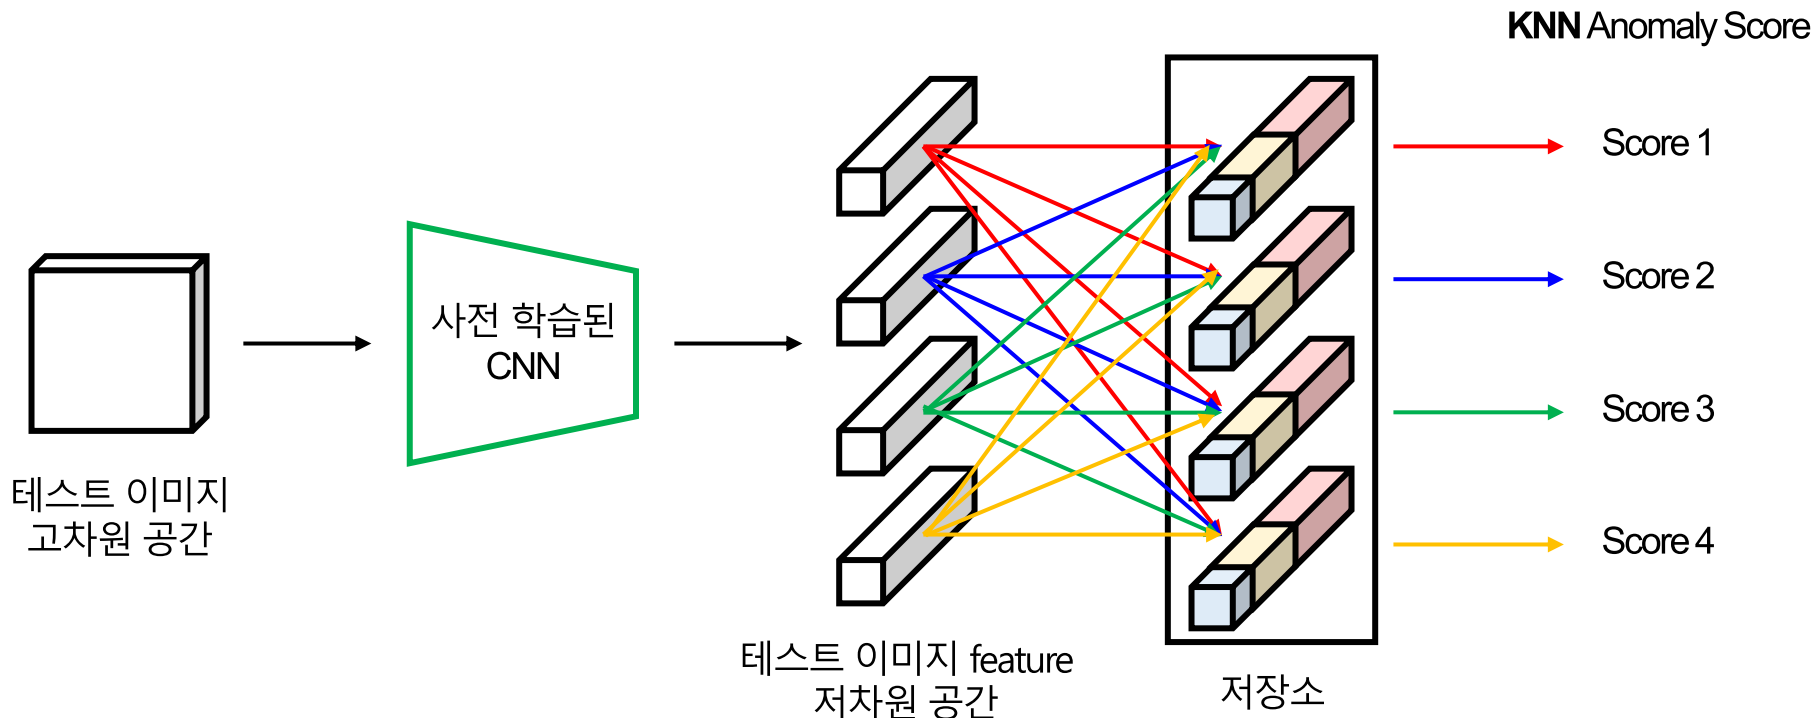 KNN Anomaly Score
Score 1
Score 2
Score 3
Score 4
사전 학습된
CNN
테스트 이미지
고차원 공간
테스트 이미지 feature
저차원 공간
저장소